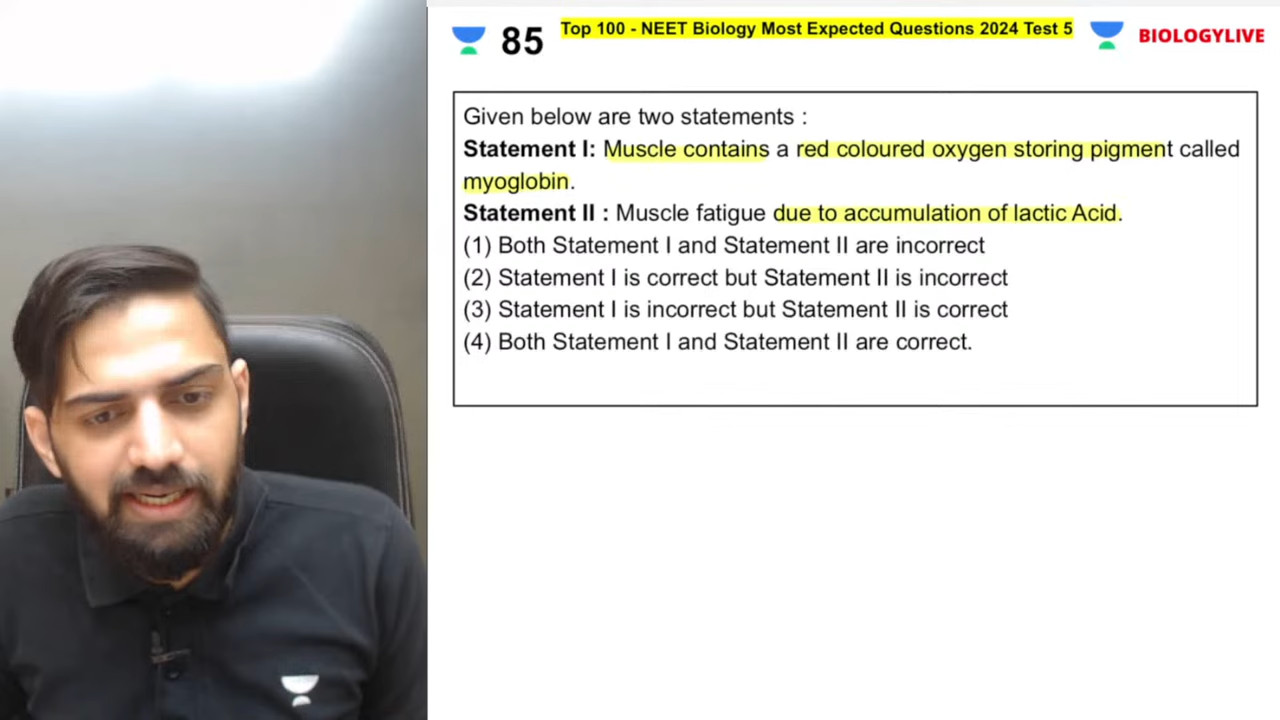 85
Top 100 - NEET Biology Most Expected Questions 2024 Test 5
BIOLOGYLIVE
Given below are two statements :
Statement I: Muscle contains a red coloured oxygen storing pigment called
myoglobin.
Statement II : Muscle fatigue due to accumulation of lactic Acid.
(1) Both Statement I and Statement II are incorrect
(2) Statement I is correct but Statement II is incorrect
(3) Statement I is incorrect but Statement II is correct
(4) Both Statement I and Statement II are correct.